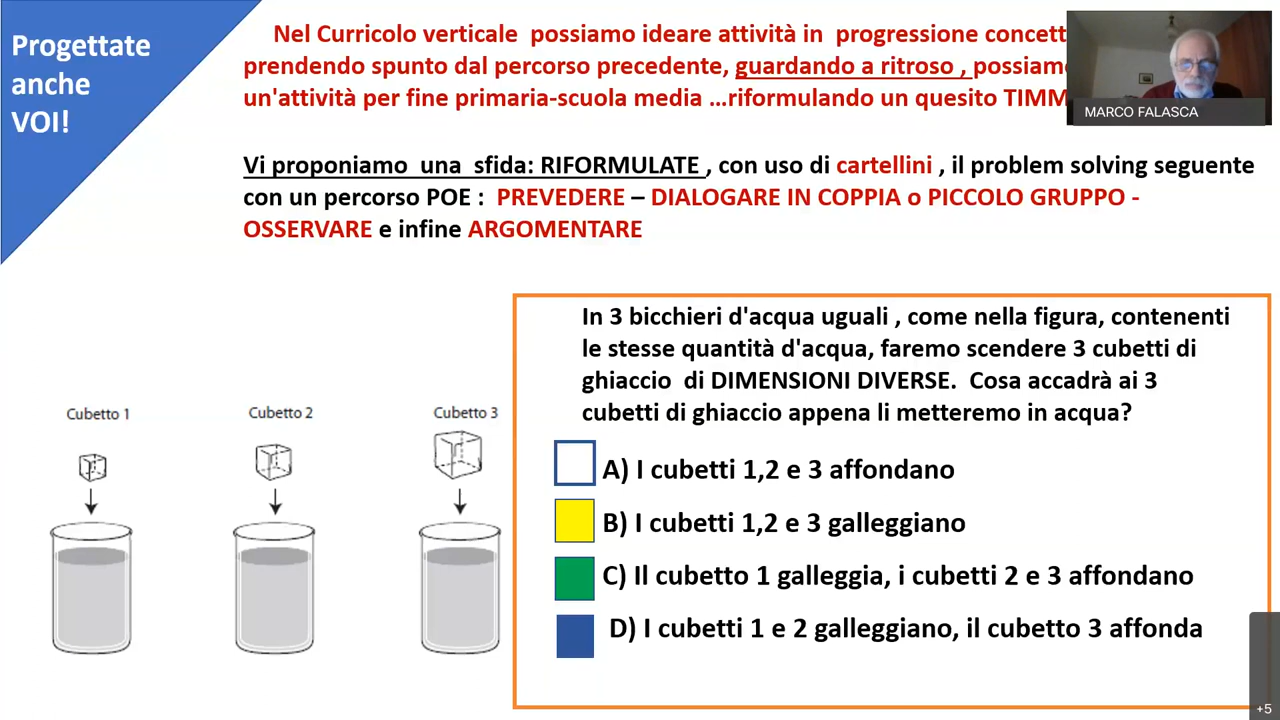 Progettate
anche
VOI!
Nel Curricolo verticale possiamo ideare attività in progressione concett
prendendo spunto dal percorso precedente, guardando a ritroso , possiamo
un'attività per fine primaria-scuola media ...riformulando un quesito TIMM
MARCO FALASCA
Vi proponiamo una sfida: RIFORMULATE , con uso di cartellini , il problem solving seguente
con un percorso POE : PREVEDERE – DIALOGARE IN COPPIA o PICCOLO GRUPPO -
OSSERVARE e infine ARGOMENTARE
In 3 bicchieri d'acqua uguali , come nella figura, contenenti
le stesse quantità d'acqua, faremo scendere 3 cubetti di
ghiaccio di DIMENSIONI DIVERSE. Cosa accadrà ai 3
cubetti di ghiaccio appena li metteremo in acqua?
Cubetto 1
Cubetto 2
Cubetto 3
A) I cubetti 1,2 e 3 affondano
B) I cubetti 1,2 e 3 galleggiano
C) Il cubetto 1 galleggia, i cubetti 2 e 3 affondano
D) I cubetti 1 e 2 galleggiano, il cubetto 3 affonda
+5